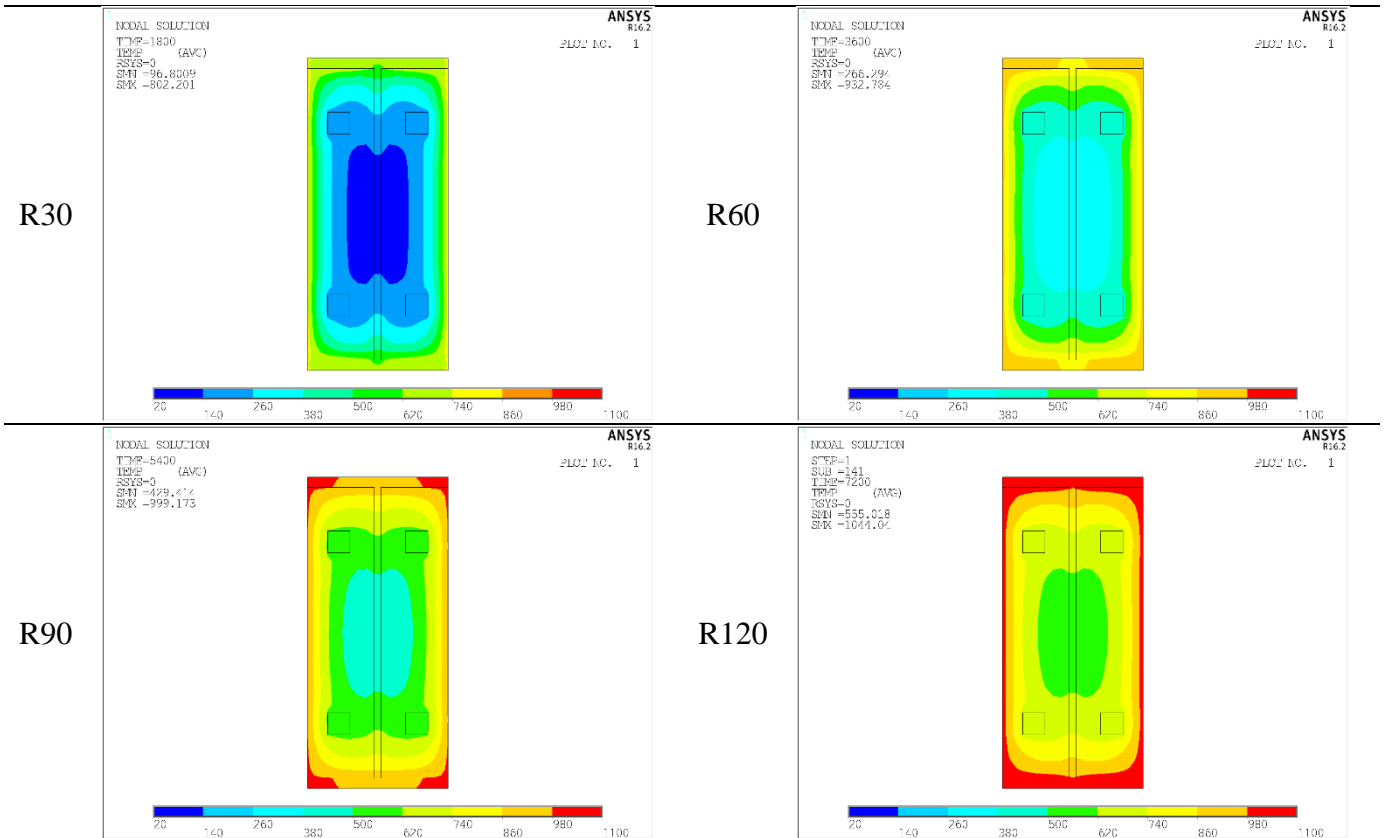 1
NODAL SOLUTION
TIME=1800
TEMP (AVG)
RSYS=0
SMN =96.8009
SMX =802.201
ANSYS
R16.2
PLOT NO. 1
R30
20 140 260 380 500 620 740 860 980 1100
1
NODAL SOLUTION
TIME=3600
TEMP (AVG)
RSYS=0
SMN =266.294
SMX =932.784
ANSYS
R16.2
PLOT NO. 1
R60
20 140 260 380 500 620 740 860 980 1100
1
NODAL SOLUTION
TIME=5400
TEMP (AVG)
RSYS=0
SMN =429.414
SMX =999.173
ANSYS
R16.2
PLOT NO. 1
R90
20 140 260 380 500 620 740 860 980 1100
1
NODAL SOLUTION
STEP=1
SUB =141
TIME=7200
TEMP (AVG)
RSYS=0
SMN =555.018
SMX =1044.04
ANSYS
R16.2
PLOT NO. 1
R120
20 140 260 380 500 620 740 860 980 1100